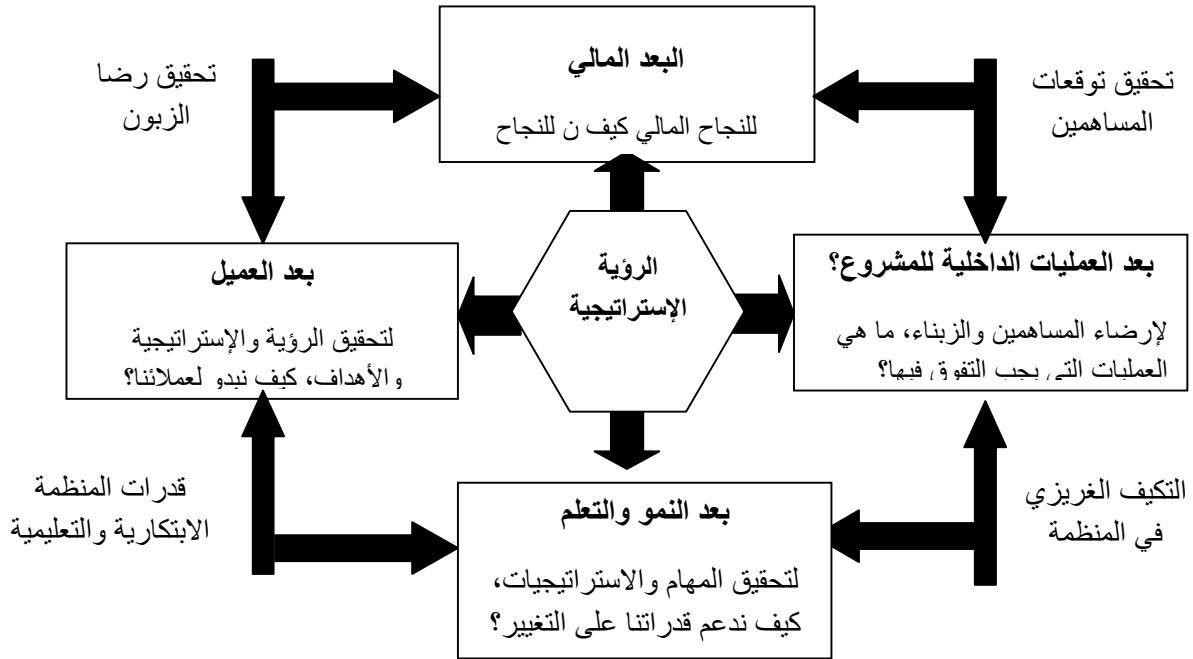 البعد المالي
للنجاح المالي كيف ن للنجاح
تحقيق توقعات
المساهمين
تحقيق رضا
الزبون
الرؤية
الإستراتيجية
بعد العمليات الداخلية للمشروع؟
لإرضاء المساهمين والزبناء، ما هي
العمليات التي يجب التفوق فيها؟
بعد العميل
لتحقيق الرؤية والإستراتيجية
والأهداف، كيف نبدو لعملائنا؟
التكيف الغريزي
في المنظمة
قدرات المنظمة
الابتكارية والتعليمية
بعد النمو والتعلم
لتحقيق المهام والاستراتيجيات،
كيف ندعم قدراتنا على التغيير؟